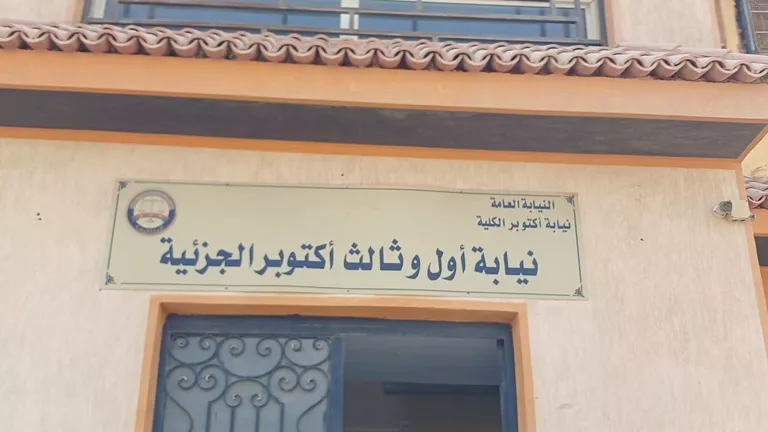 النيابة العامة
نيابة أكتوبر الكلية
نيابة أول وثالث أكتوبر الجزئية